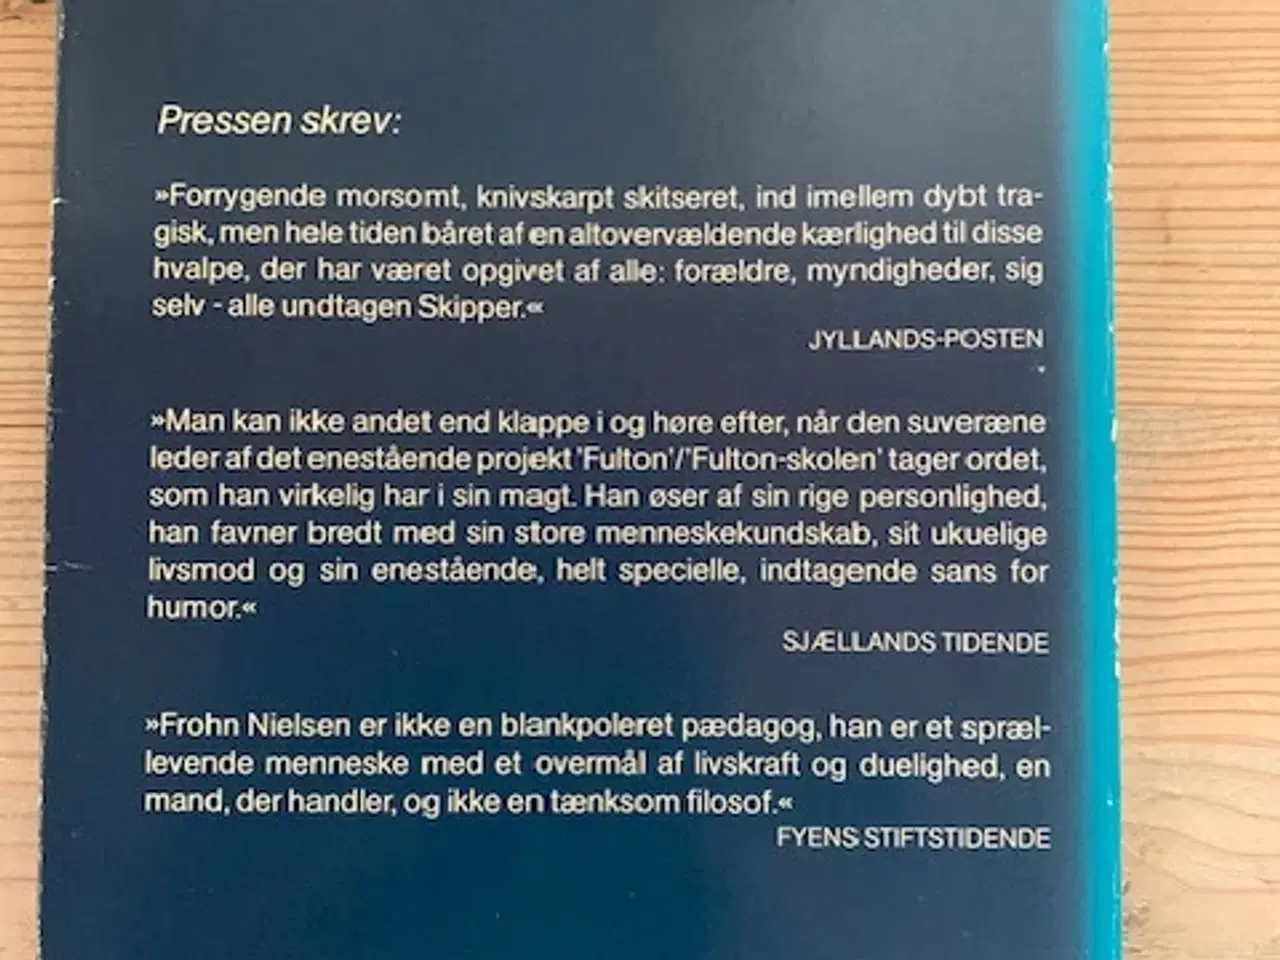 Pressen skrev:
»Forrygende morsomt, knivskarpt skitseret, ind imellem dybt tra-
gisk, men hele tiden båret af en altovervældende kærlighed til disse
hvalpe, der har været opgivet af alle: forældre, myndigheder, sig
selv - alle undtagen Skipper.«
JYLLANDS-POSTEN
»Man kan ikke andet end klappe i og høre efter, når den suveræne
leder af det enestående projekt 'Fulton'/'Fulton-skolen' tager ordet,
som han virkelig har i sin magt. Han øser af sin rige personlighed,
han favner bredt med sin store menneskekundskab, sit ukuelige
livsmod og sin enestående, helt specielle, indtagende sans for
humor.«
SJÆLLANDS TIDENDE
»Frohn Nielsen er ikke en blankpoleret pædagog, han er et spræl-
levende menneske med et overmål af livskraft og duelighed, en
mand, der handler, og ikke en tænksom filosof.«
FYENS STIFTSTIDENDE